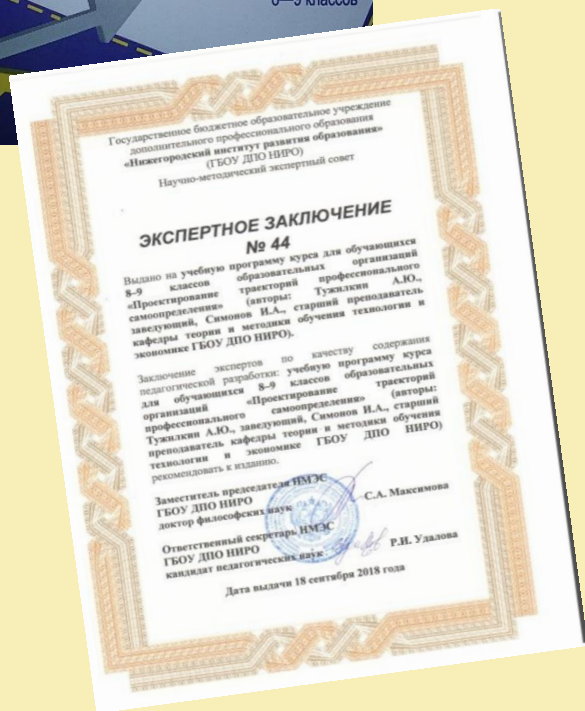 6—9 классов
Государственное бюджетное образовательное учреждение
дополнительного профессионального образования
«Нижегородский институт развития образования»
(ГБОУ ДПО НИРО)
Научно-методический экспертный совет
ЭКСПЕРТНОЕ ЗАКЛЮЧЕНИЕ
№ 44
Выдано на учебную программу курса для обучающихся
8–9 классов образовательных организаций
«Проектирование траекторий профессионального
самоопределения» (авторы: Тужилкин А.Ю.,
заведующий, Симонов И.А., старший преподаватель
кафедры теории и методики обучения технологии и
экономике ГБОУ ДПО НИРО).
Заключение экспертов по качеству содержания
педагогической разработки: учебную программу курса
для обучающихся 8–9 классов образовательных
организаций «Проектирование траекторий
профессионального самоопределения» (авторы:
Тужилкин А.Ю., заведующий, Симонов И.А., старший
преподаватель кафедры теории и методики обучения
технологии и экономике ГБОУ ДПО НИРО)
рекомендовать к изданию.
Заместитель председателя НМЭС
ГБОУ ДПО НИРО
доктор философских наук
С.А. Максимова
Ответственный секретарь НМЭС
ГБОУ ДПО НИРО
кандидат педагогических наук
Р.И. Удалова
Дата выдачи 18 сентября 2018 года